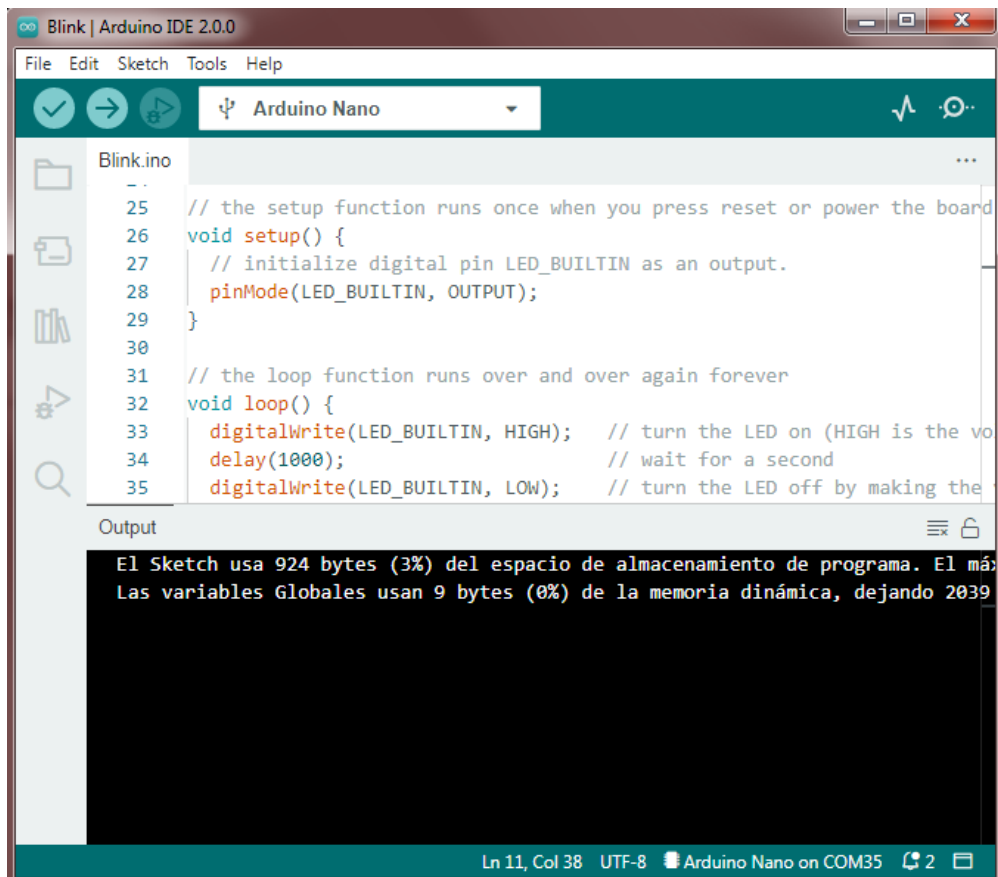 Blink | Arduino IDE 2.0.0
File Edit Sketch Tools Help
Arduino Nano
Blink.ino
25 // the setup function runs once when you press reset or power the board
26 void setup() {
27 // initialize digital pin LED_BUILTIN as an output.
28 pinMode(LED_BUILTIN, OUTPUT);
29 }
30
31 // the loop function runs over and over again forever
32 void loop() {
33 digitalWrite(LED_BUILTIN, HIGH); // turn the LED on (HIGH is the
34 delay(1000); // wait for a second
35 digitalWrite(LED_BUILTIN, LOW); // turn the LED off by making the
Output
El Sketch usa 924 bytes (3%) del espacio de almacenamiento de programa. El
Las variables Globales usan 9 bytes (0%) de la memoria dinámica, dejando 2039
Ln 11, Col 38 UTF-8 Arduino Nano on COM35 2